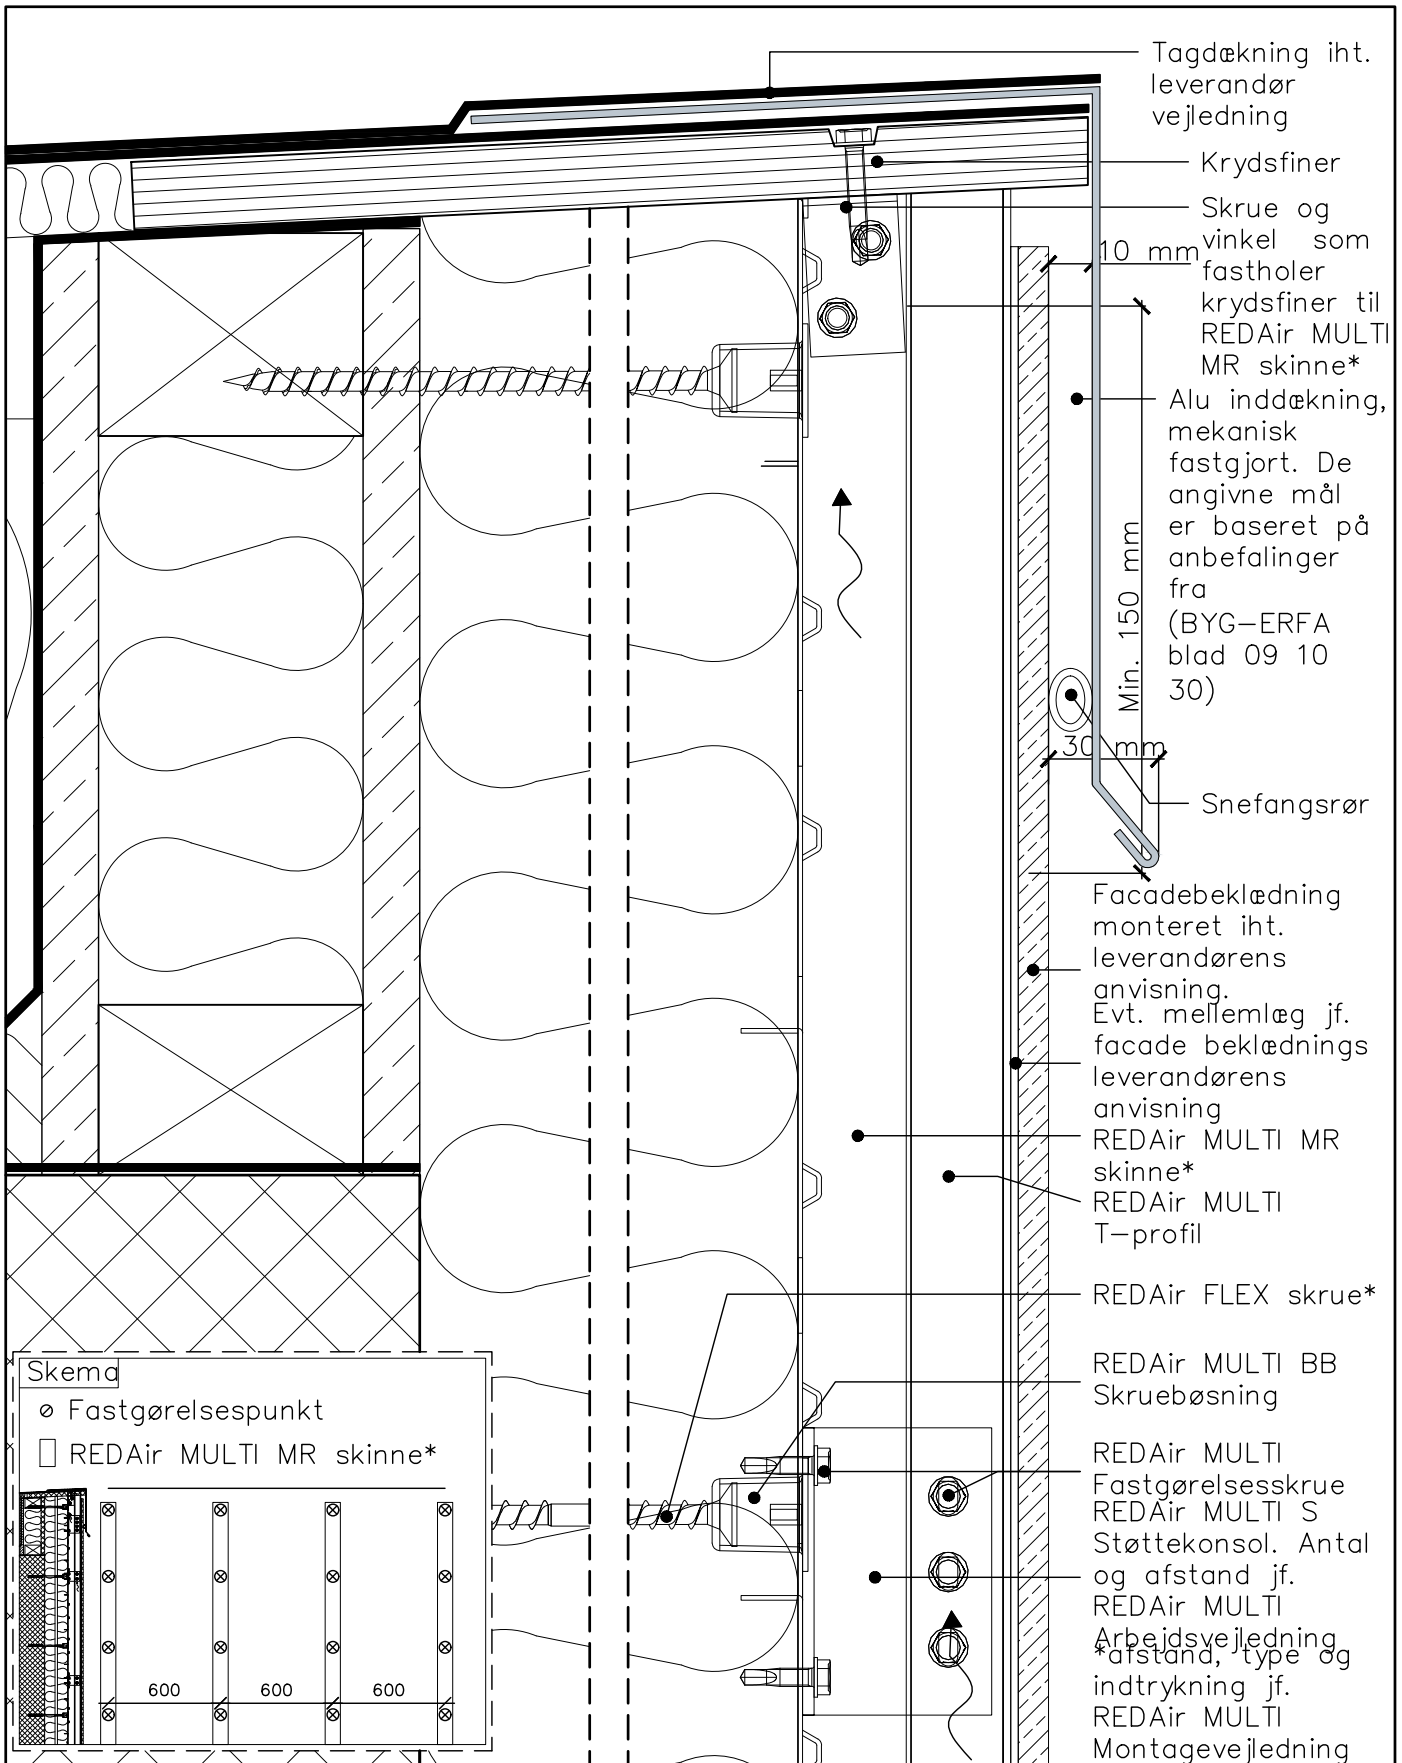 Tagdækning iht.
leverandør
vejledning
Krydsfiner
Skrue og
vinkel som
fastholer
krydsfiner til
REDAir MULTI
MR skinne*
10 mm
Alu inddækning,
mekanisk
fastgjort. De
angivne mål
er baseret på
anbefalinger
fra
(BYG-ERFA
blad 09 10
30)
Min. 150 mm
30 mm
Snefangsrør
Facadebeklædning
monteret iht.
leverandørens
anvisning.
Evt. mellemlæg jf.
facade beklædnings
leverandørens
anvisning
REDAir MULTI MR
skinne*
REDAir MULTI
T-profil
REDAir FLEX skrue*
REDAir MULTI BB
Skruebøsning
REDAir MULTI
Fastgørelsesskrue
REDAir MULTI S
Støttekonsol. Antal
og afstand jf.
REDAir MULTI
Arbejdsvejledning
*afstand, type og
indtrykning jf.
REDAir MULTI
Montagevejledning
Skema
Fastgørelsespunkt
REDAir MULTI MR skinne*
600 600 600